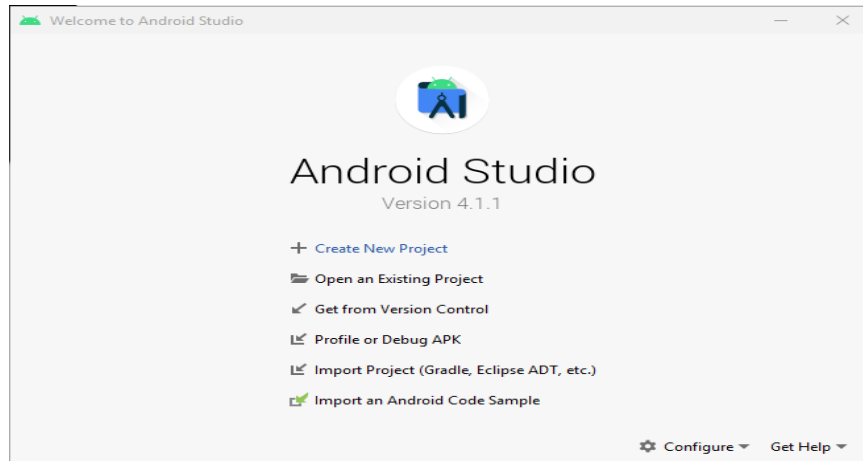 Welcome to Android Studio
Android Studio
Version 4.1.1
Create New Project
Open an Existing Project
Get from Version Control
Profile or Debug APK
Import Project (Gradle, Eclipse ADT, etc.)
Import an Android Code Sample
Configure Get Help